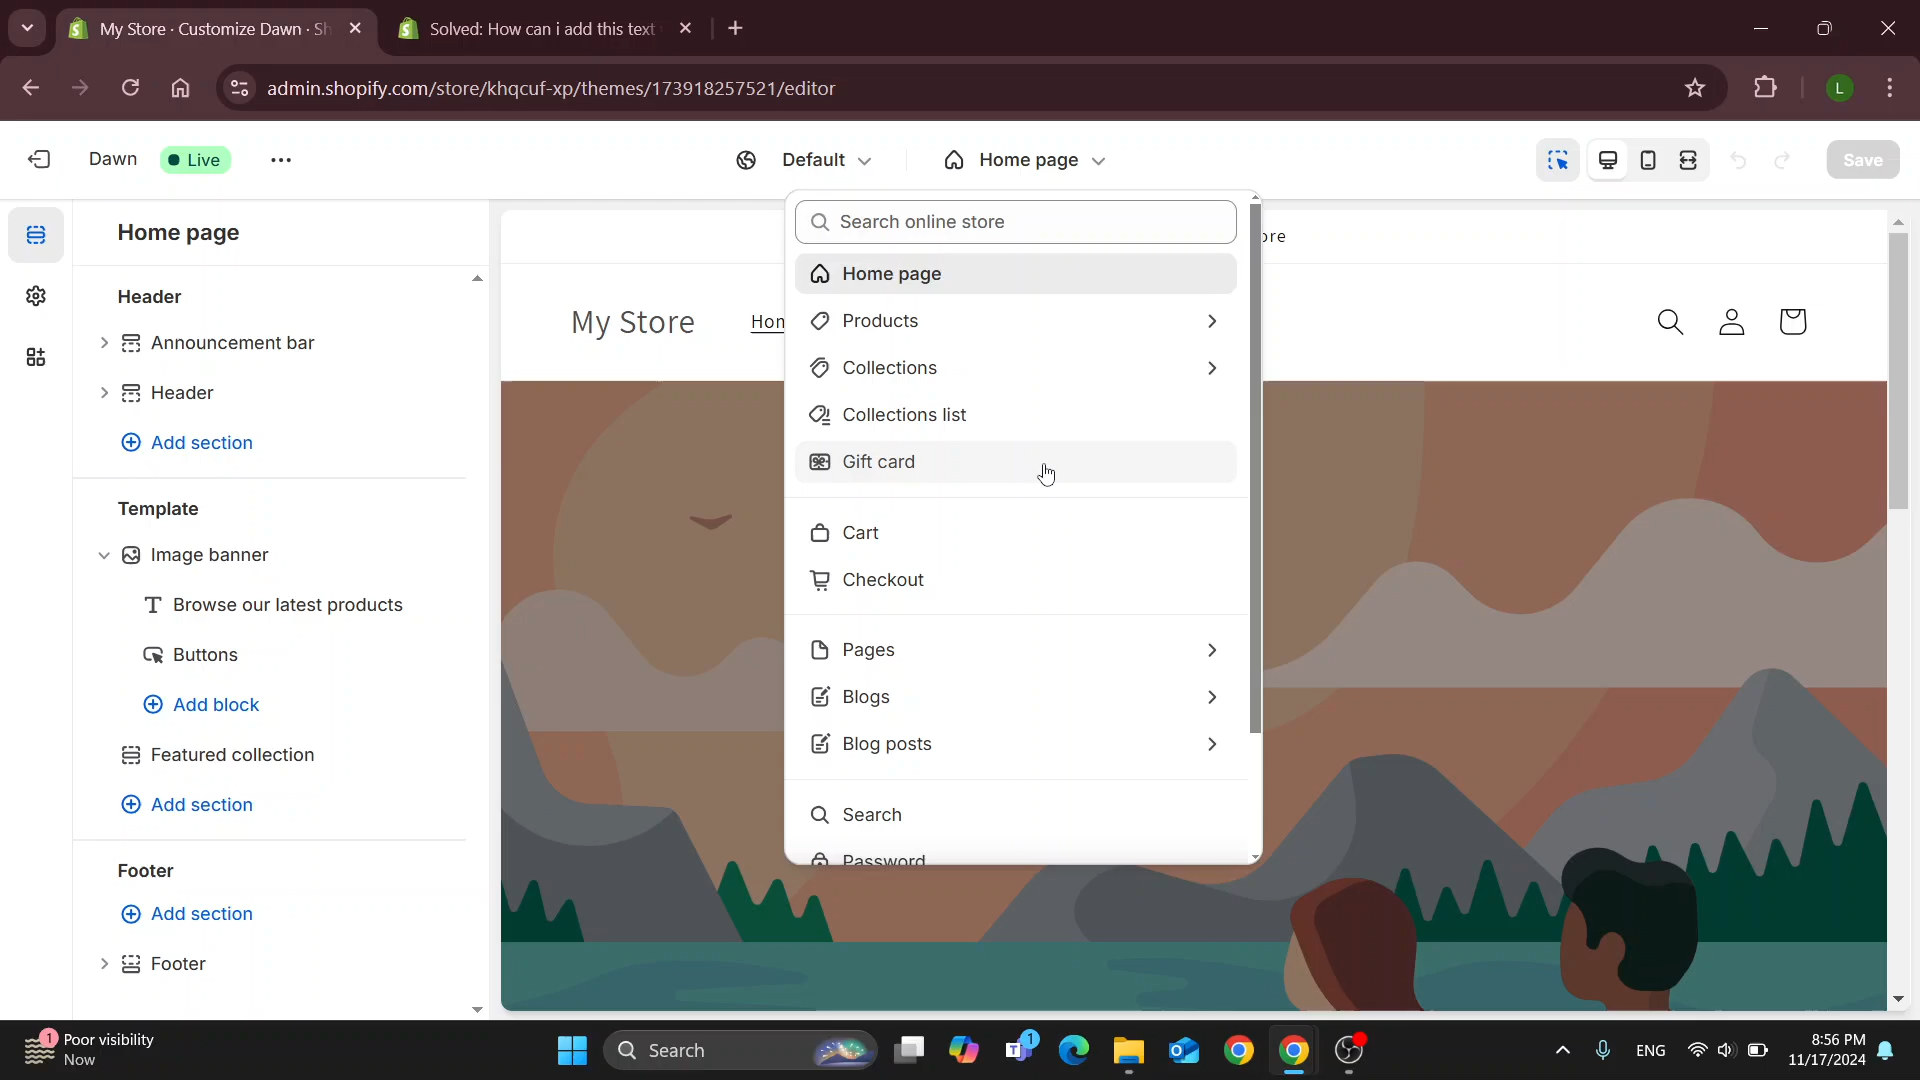 My Store · Customize Dawn · Sh
Solved: How can i add this text
admin.shopify.com/store/khqcuf-xp/themes/173918257521/editor
L
Dawn
Live
Default
Home page
Save
Home page
Header
Announcement bar
Header
Add section
Template
Image banner
Browse our latest products
Buttons
Add block
Featured collection
Add section
Footer
Add section
Footer
My Store
Search online store
Home page
Products
Collections
Collections list
Gift card
Cart
Checkout
Pages
Blogs
Blog posts
Search
Password
1
Poor visibility
Now
Search
1
ENG
8:56 PM
11/17/2024